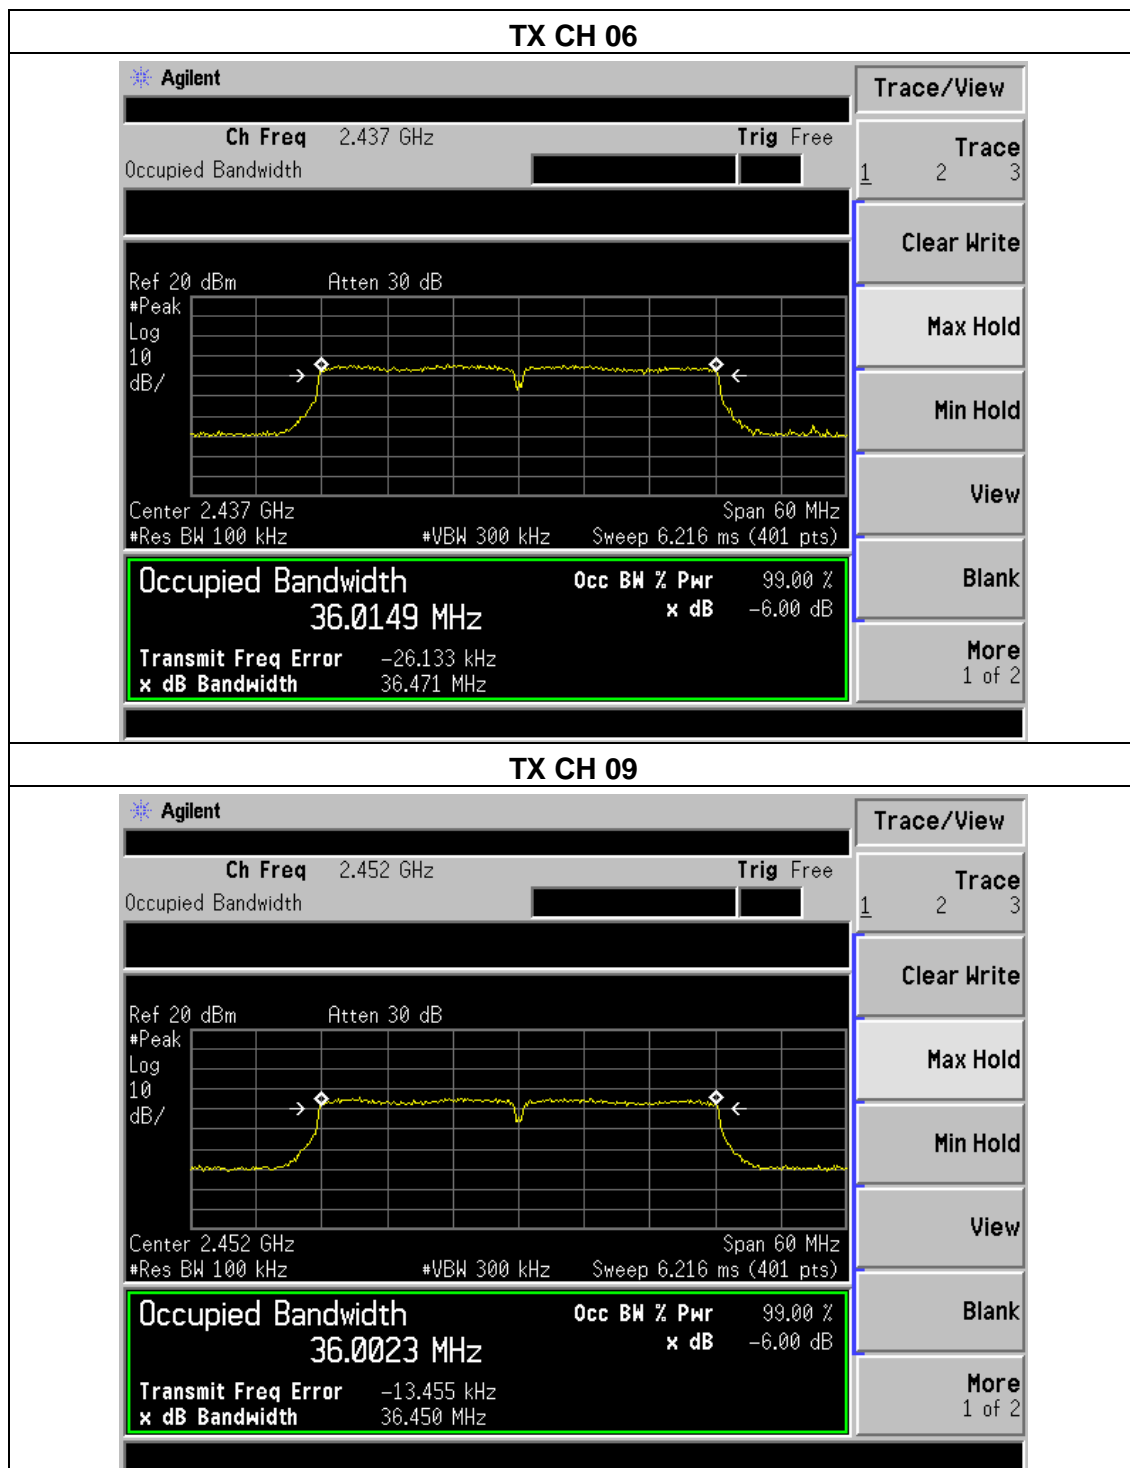 TX CH 06
Agilent
Trace/View
Ch Freq 2.437 GHz Trig Free
Occupied Bandwidth
Trace
1 2 3
Clear Write
Ref 20 dBm Atten 30 dB
#Peak
Log
10
dB/
Max Hold
Min Hold
View
Center 2.437 GHz Span 60 MHz
#Res BW 100 kHz #VBW 300 kHz Sweep 6.216 ms (401 pts)
Occupied Bandwidth Occ BW % Pwr 99.00 %
36.0149 MHz x dB -6.00 dB
Blank
Transmit Freq Error -26.133 kHz
x dB Bandwidth 36.471 MHz
More
1 of 2
TX CH 09
Agilent
Trace/View
Ch Freq 2.452 GHz Trig Free
Occupied Bandwidth
Trace
1 2 3
Clear Write
Ref 20 dBm Atten 30 dB
#Peak
Log
10
dB/
Max Hold
Min Hold
View
Center 2.452 GHz Span 60 MHz
#Res BW 100 kHz #VBW 300 kHz Sweep 6.216 ms (401 pts)
Occupied Bandwidth Occ BW % Pwr 99.00 %
36.0023 MHz x dB -6.00 dB
Blank
Transmit Freq Error -13.455 kHz
x dB Bandwidth 36.450 MHz
More
1 of 2